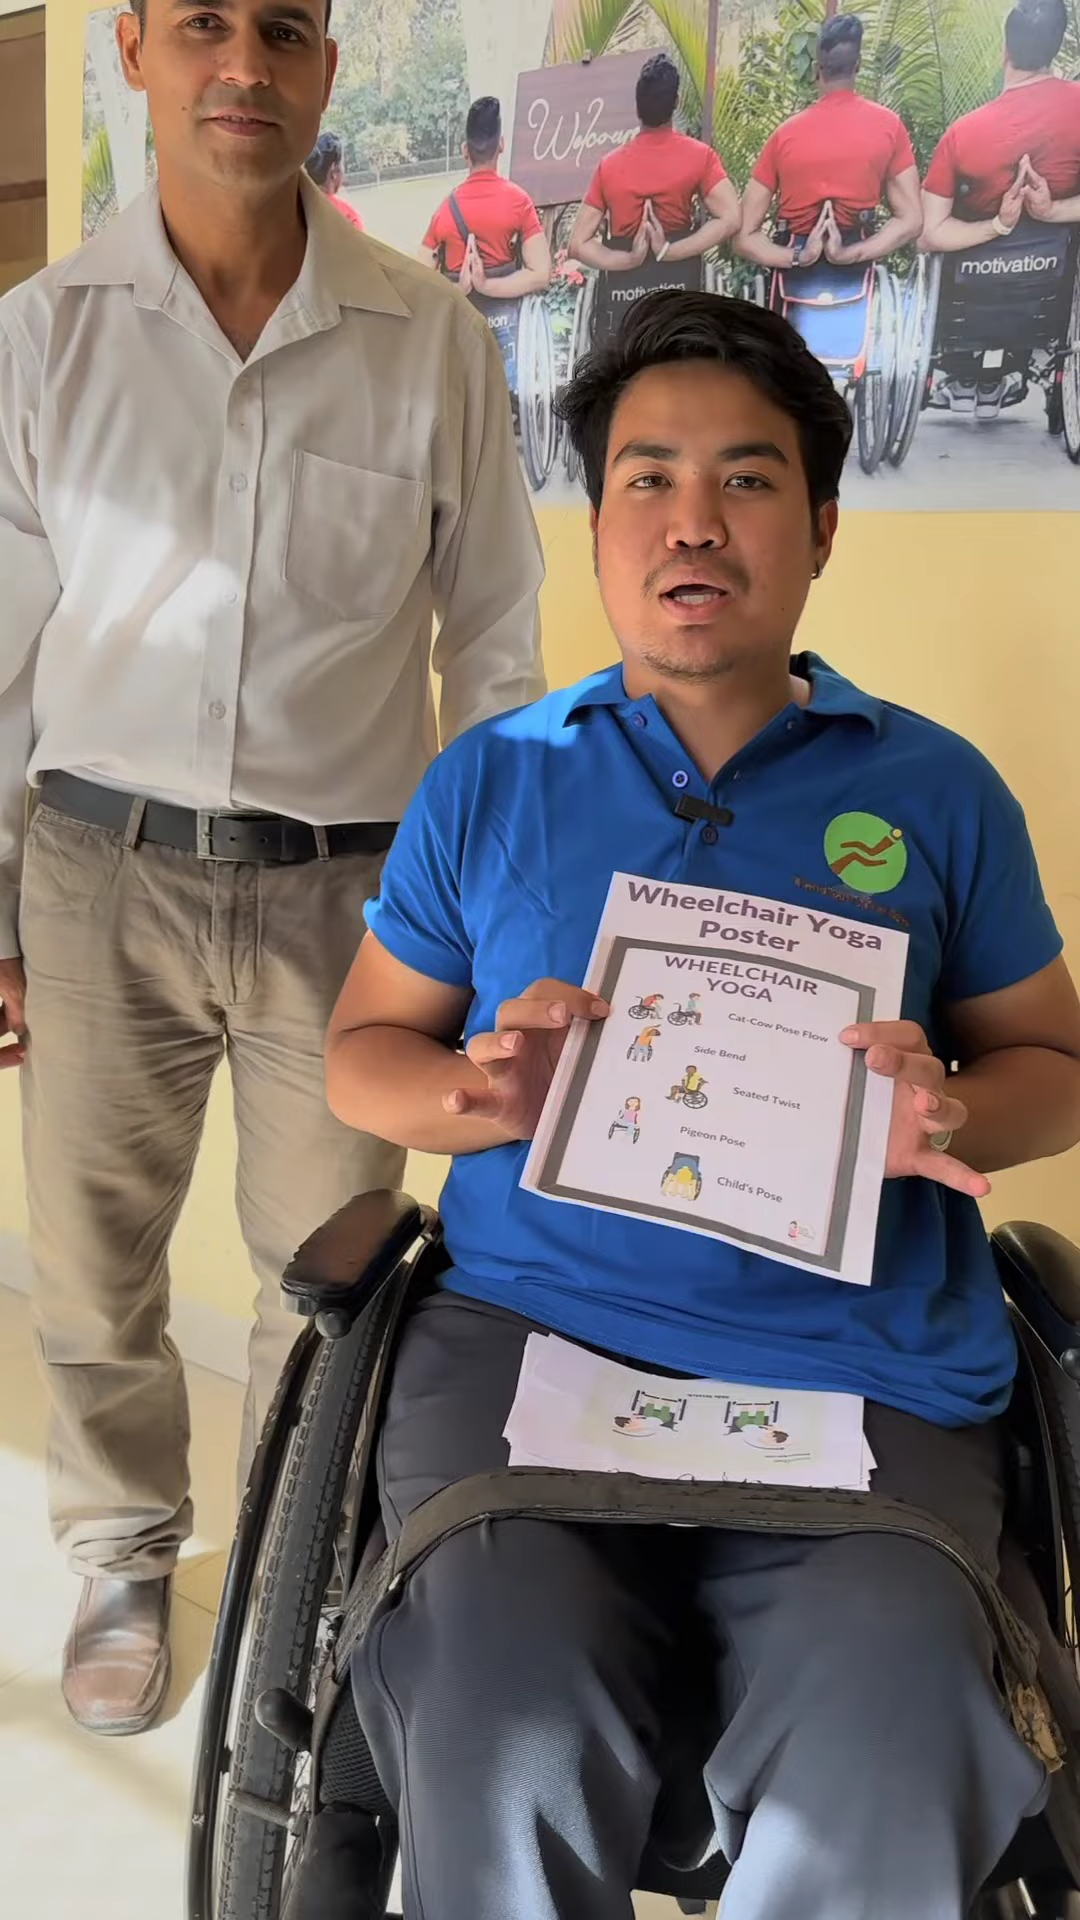 Welcome
motivation
motivation
Wheelchair Yoga
Poster
WHEELCHAIR
YOGA
Cat-Cow Pose Flow
Side Bend
Seated Twist
Pigeon Pose
Child's Pose